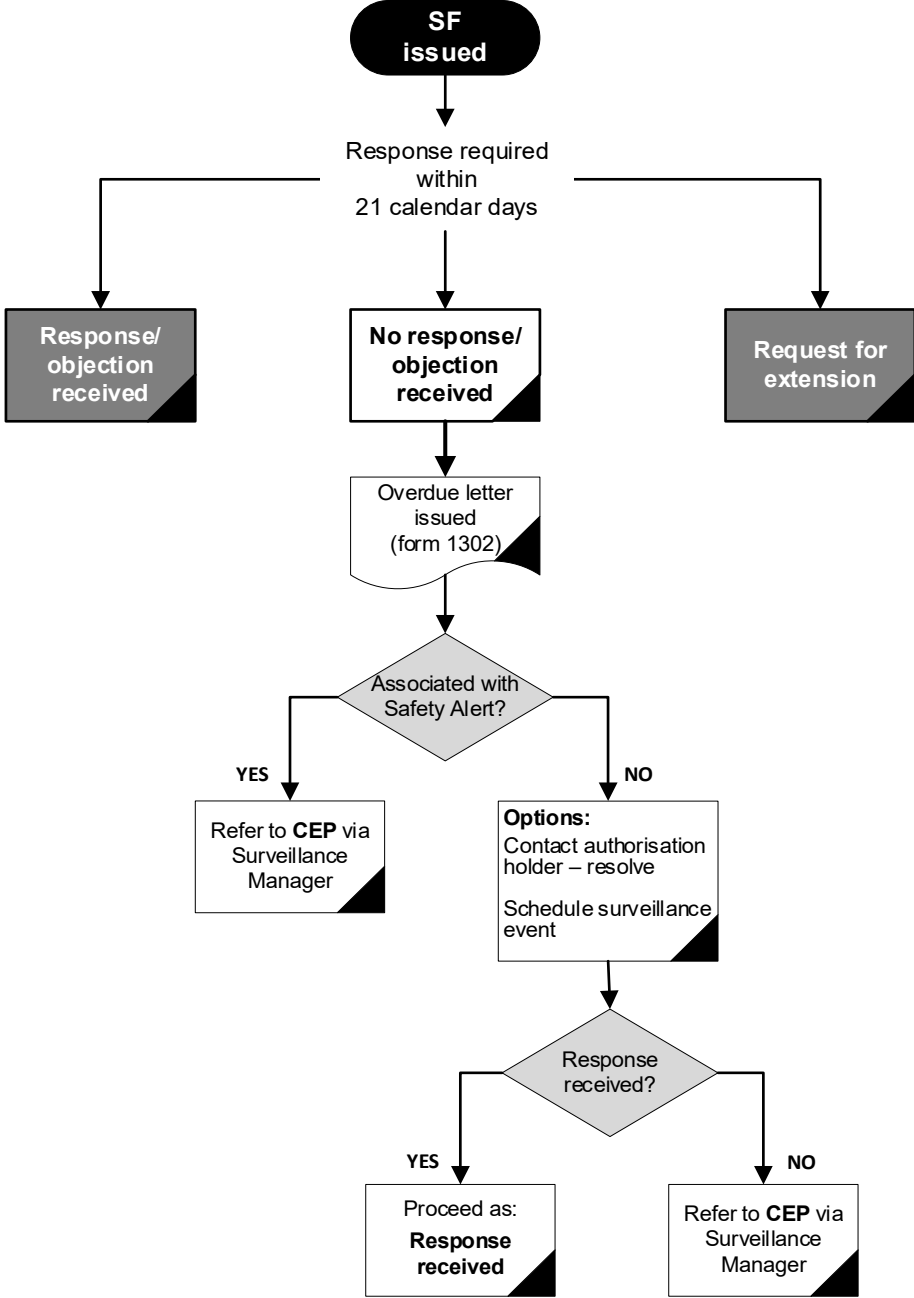 SF
issued
Response required
within
21 calendar days
Response/
objection
received
No response/
objection
received
Request for
extension
Overdue letter
issued
(form 1302)
Associated with
Safety Alert?
YES
NO
Refer to CEP via
Surveillance
Manager
Options:
Contact authorisation
holder – resolve
Schedule surveillance
event
Response
received?
YES
NO
Proceed as:
Response
received
Refer to CEP via
Surveillance
Manager